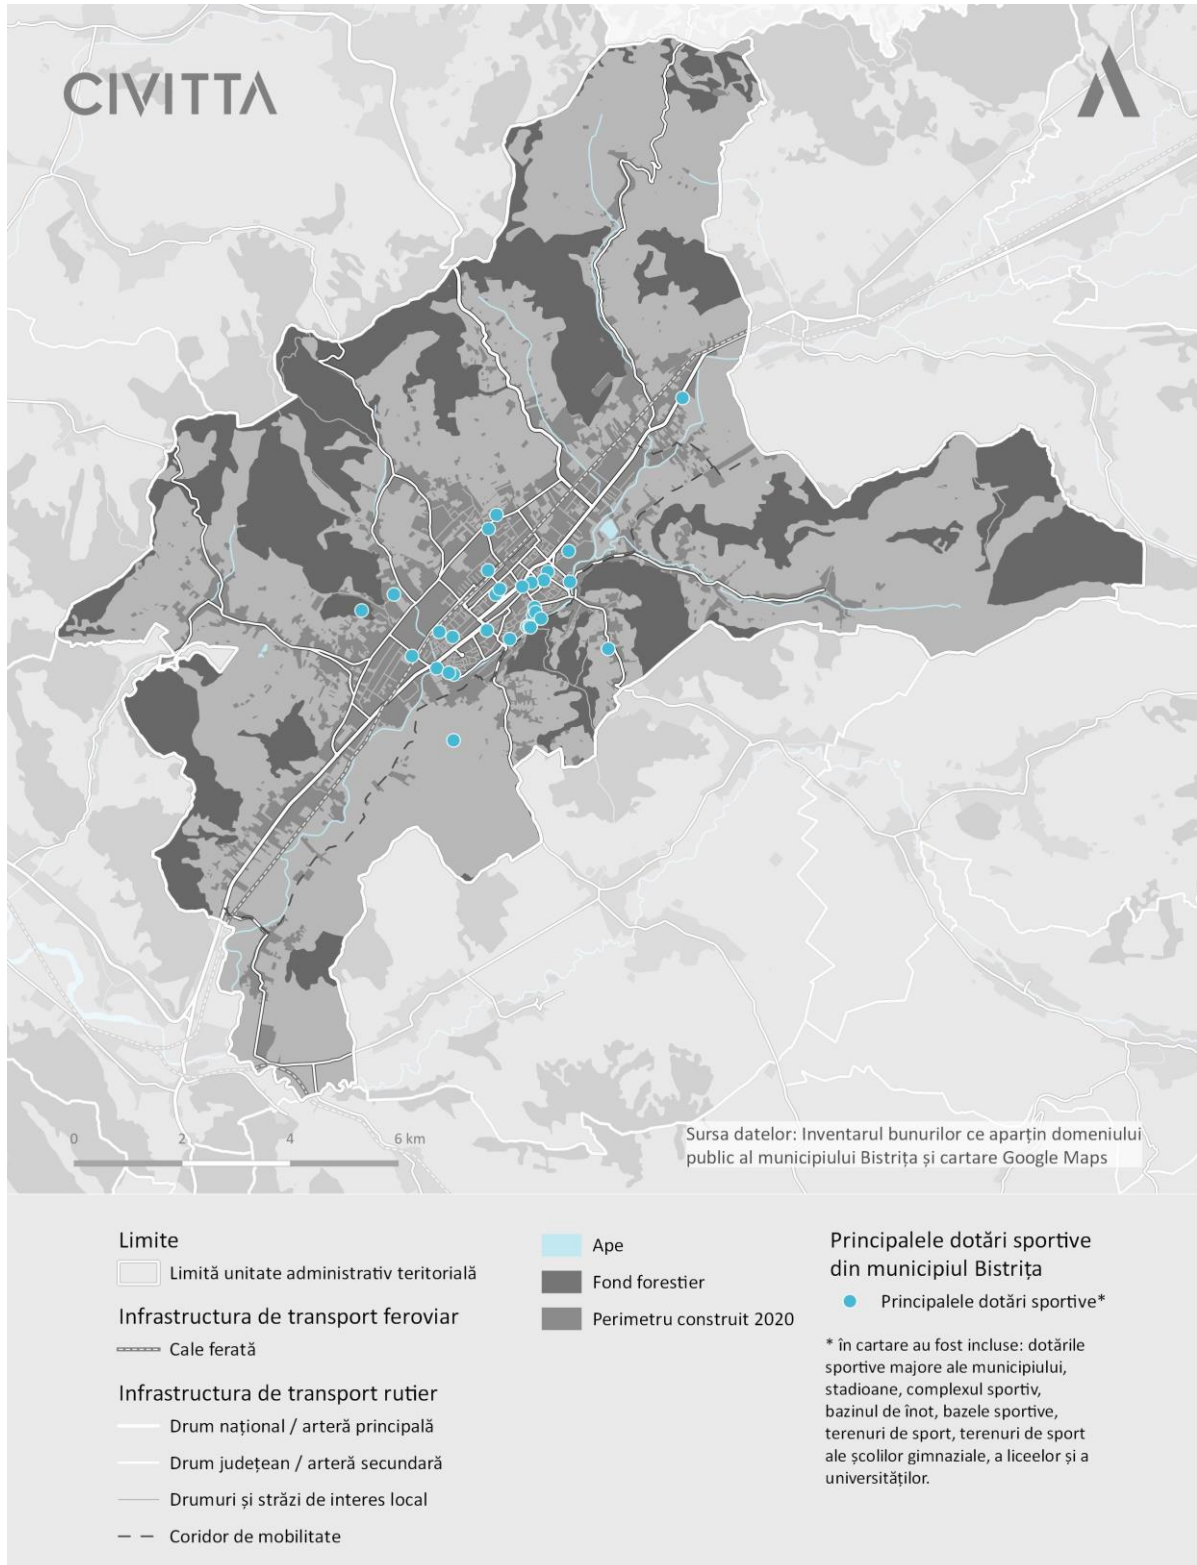 CIVITTA
0 2 4 6 km
Sursa datelor: Inventarul bunurilor ce aparțin domeniului
public al municipiului Bistrița și cartare Google Maps
Limite
Limită unitate administrativ teritorială
Infrastructura de transport feroviar
Cale ferată
Infrastructura de transport rutier
Drum național / arteră principală
Drum județean / arteră secundară
Drumuri și străzi de interes local
Coridor de mobilitate
Ape
Fond forestier
Perimetru construit 2020
Principalele dotări sportive
din municipiul Bistrița
Principalele dotări sportive*
* în cartare au fost incluse: dotările
sportive majore ale municipiului,
stadioane, complexul sportiv,
bazinul de înot, bazele sportive,
terenuri de sport, terenuri de sport
ale școlilor gimnaziale, a liceelor și a
universităților.